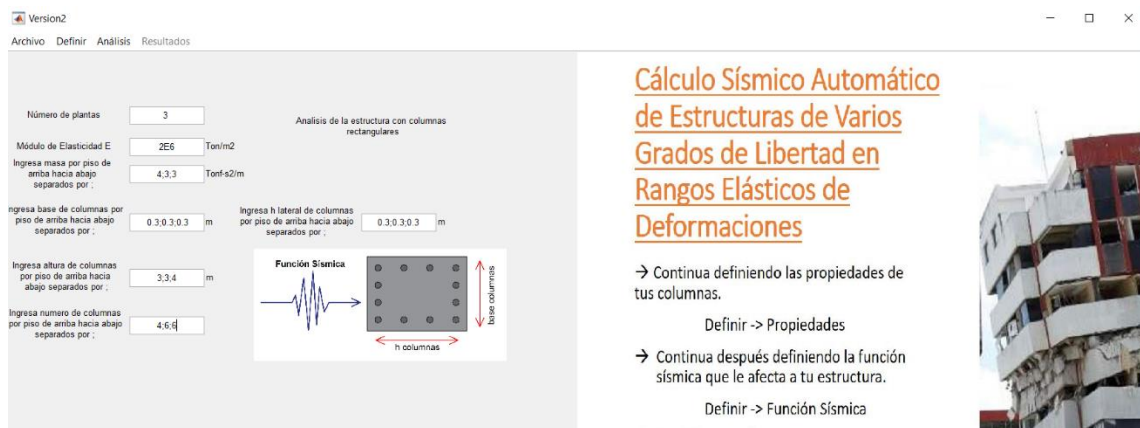 Version2
Archivo Definir Análisis Resultados
Número de plantas
3
Analisis de la estructura con columnas
rectangulares
Módulo de Elasticidad E
2E6
Ton/m2
Ingresa masa por piso de
arriba hacia abajo
separados por ;
4;3;3
Tonf-s2/m
ngresa base de columnas por
piso de arriba hacia abajo
separados por ;
0.3;0.3;0.3
m
Ingresa h lateral de columnas
por piso de arriba hacia abajo
separados por ;
0.3;0.3;0.3
m
Ingresa altura de columnas
por piso de arriba hacia
abajo separados por ;
3;3;4
m
Ingresa numero de columnas
por piso de arriba hacia abajo
separados por ;
4;6;6
Función Sísmica
base columnas
h columnas
Cálculo Sísmico Automático
de Estructuras de Varios
Grados de Libertad en
Rangos Elásticos de
Deformaciones
→ Continua definiendo las propiedades de
tus columnas.
Definir -> Propiedades
→ Continua después definiendo la función
sísmica que le afecta a tu estructura.
Definir -> Función Sísmica